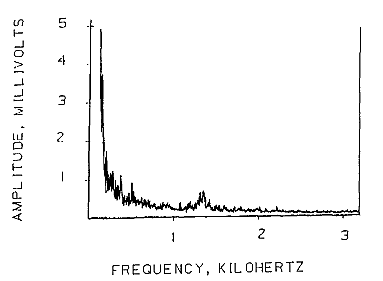 5
4
3
2
1
AMPLITUDE, MILLIVOLTS
1 2 3
FREQUENCY, KILOHERTZ